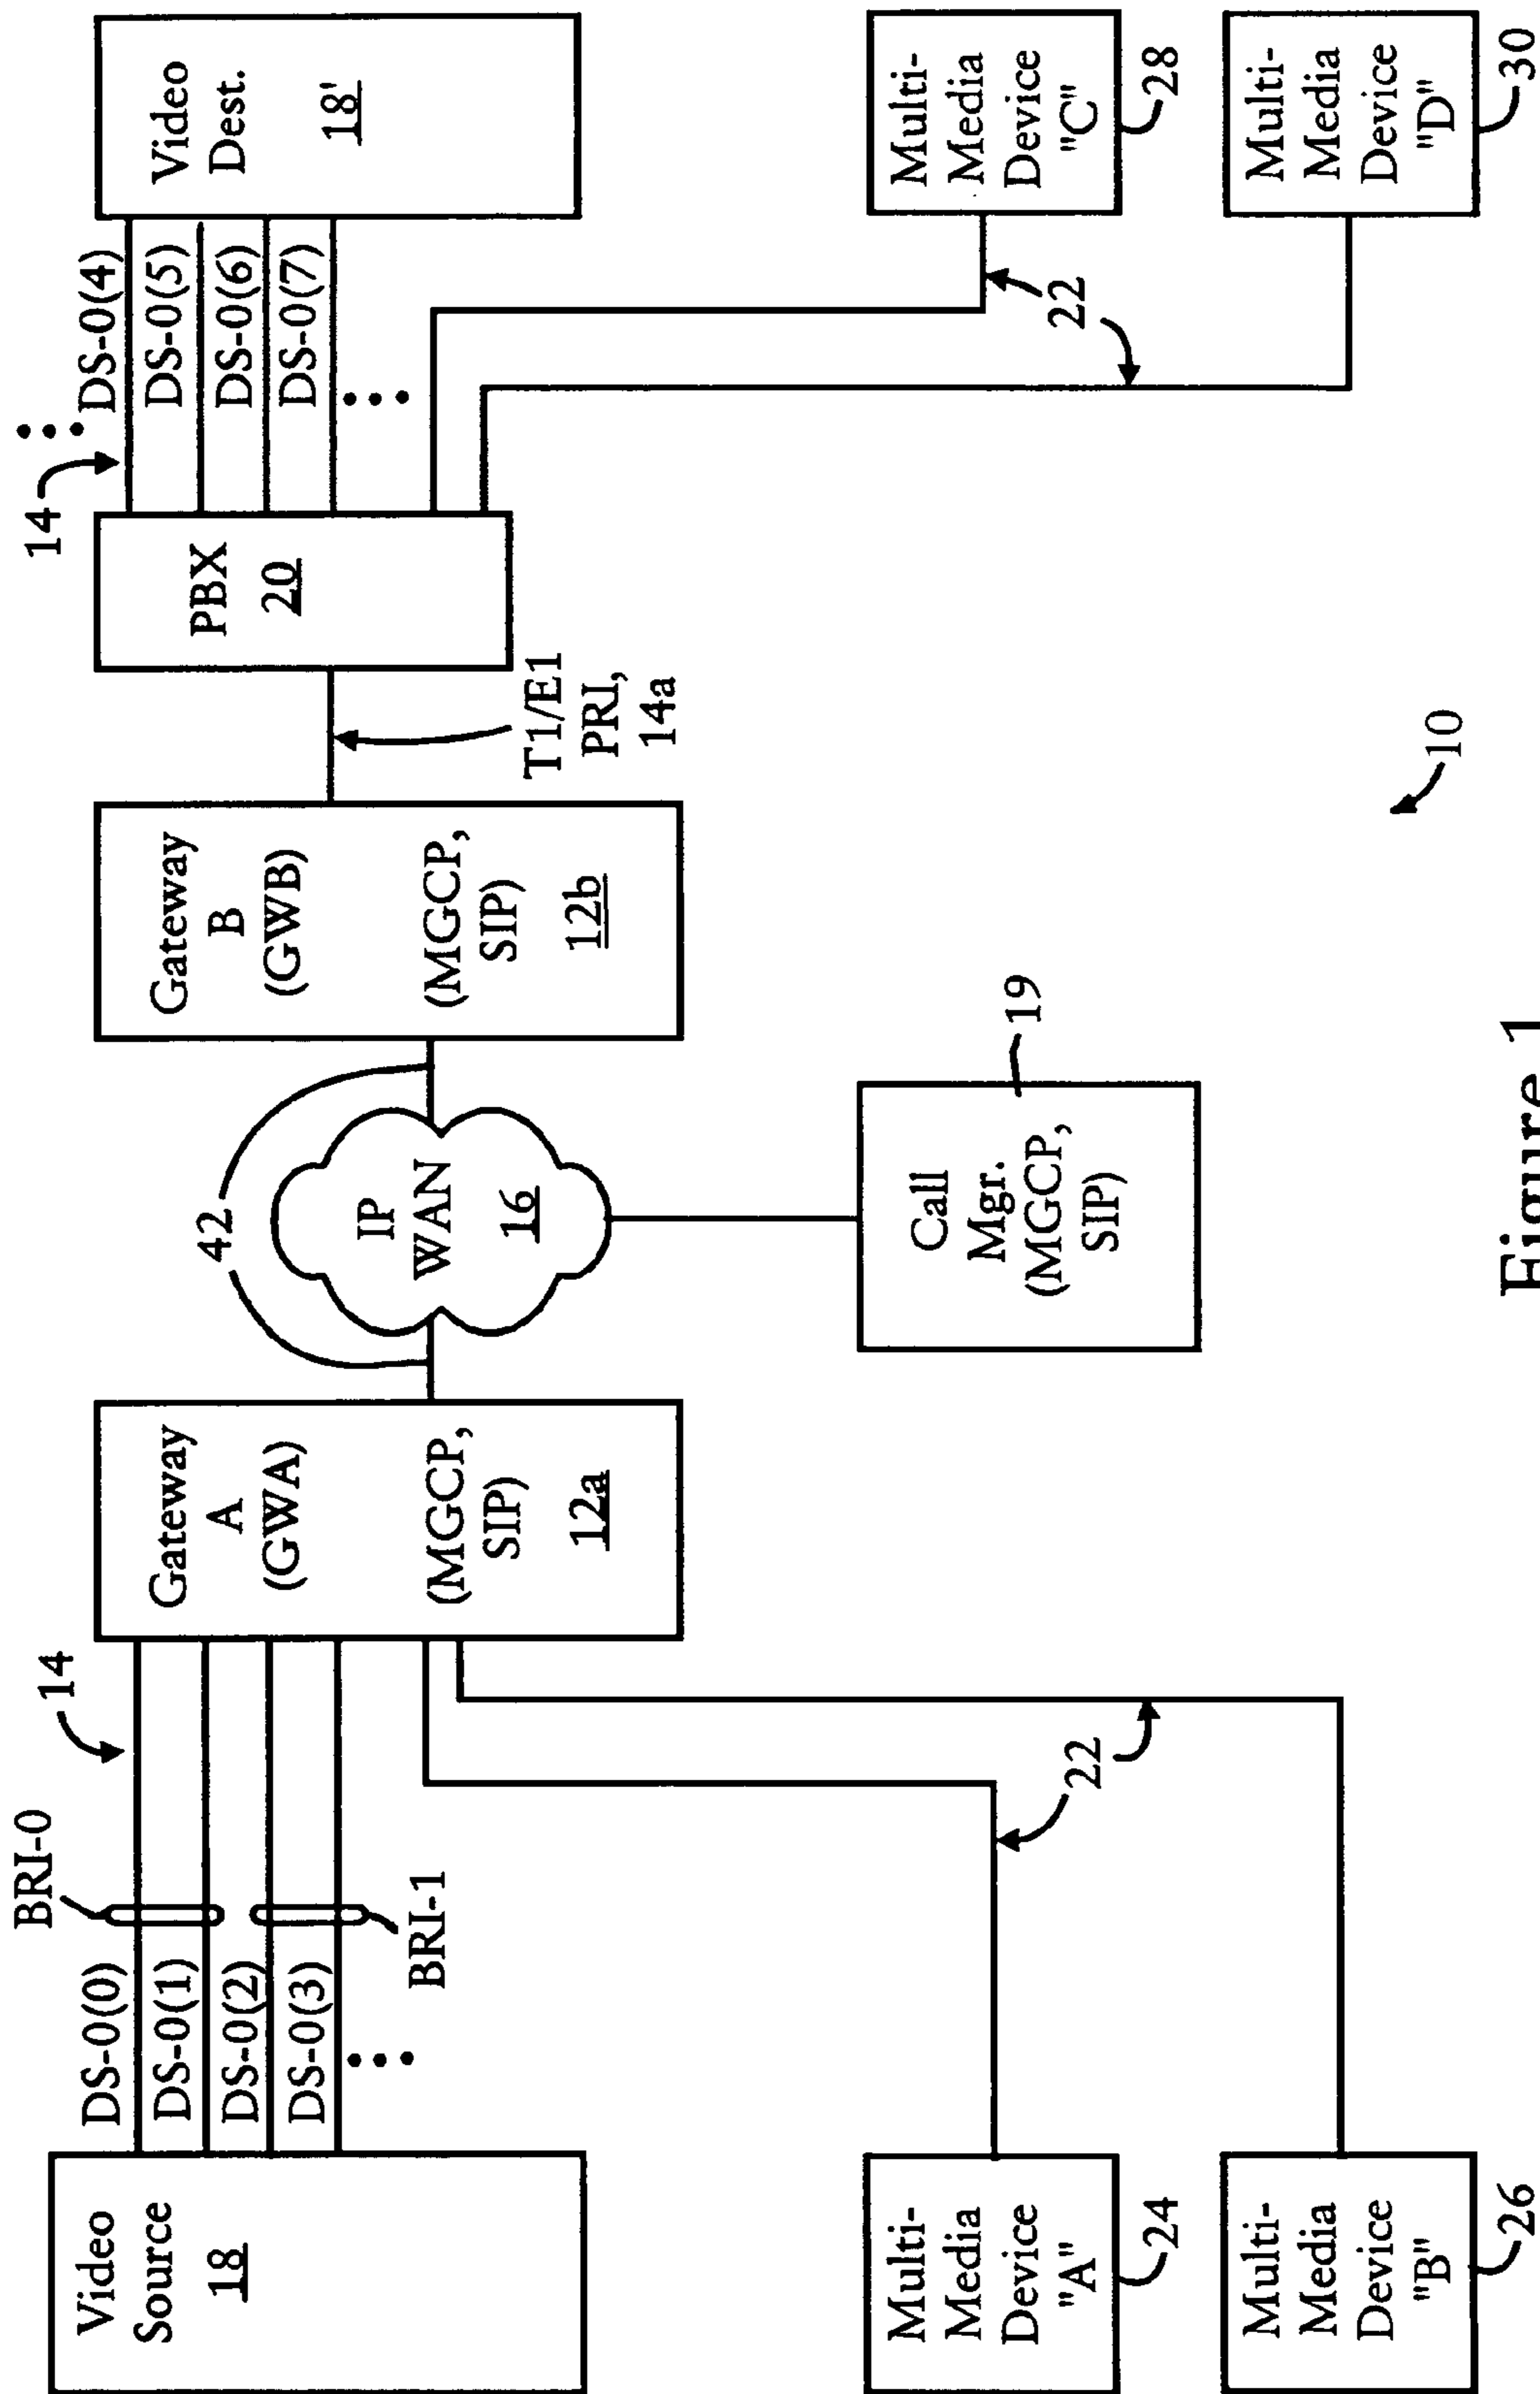 Video
Source
18
DS-0(0)
DS-0(1)
DS-0(2)
DS-0(3)
BRI-0
BRI-1
14
Gateway
A
(GWA)
(MGCP,
SIP)
12a
42
IP
WAN
16
Gateway
B
(GWB)
(MGCP,
SIP)
12b
T1/E1
PRI,
14a
PBX
20
14
DS-0(4)
DS-0(5)
DS-0(6)
DS-0(7)
Video
Dest.
18'
Multi-
Media
Device
"A"
24
Multi-
Media
Device
"B"
26
22
Call
Mgr.
(MGCP,
SIP)
19
22
Multi-
Media
Device
"C"
28
Multi-
Media
Device
"D"
30
10
Figure 1